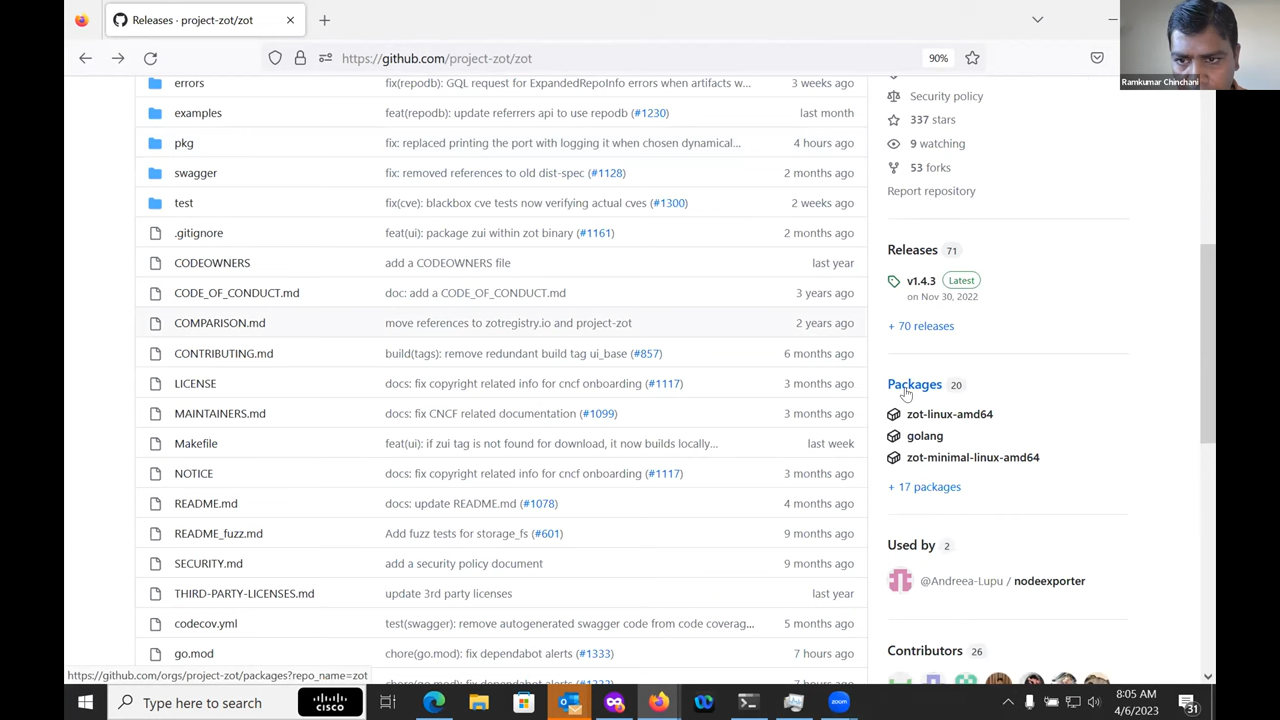 Releases · project-zot/zot
https://github.com/project-zot/zot
90%
Ramkumar Chinchani
errors fix(repodb): GQL request for ExpandedRepoInfo errors when artifacts w... 3 weeks ago
examples feat(repodb): update referrers api to use repodb (#1230) last month
pkg fix: replaced printing the port with logging it when chosen dynamical... 4 hours ago
swagger fix: removed references to old dist-spec (#1128) 2 months ago
test fix(cve): blackbox cve tests now verifying actual cves (#1300) 2 weeks ago
.gitignore feat(ui): package zui within zot binary (#1161) 2 months ago
CODEOWNERS add a CODEOWNERS file last year
CODE_OF_CONDUCT.md doc: add a CODE_OF_CONDUCT.md 3 years ago
COMPARISON.md move references to zotregistry.io and project-zot 2 years ago
CONTRIBUTING.md build(tags): remove redundant build tag ui_base (#857) 6 months ago
LICENSE docs: fix copyright related info for cncf onboarding (#1117) 3 months ago
MAINTAINERS.md docs: fix CNCF related documentation (#1099) 3 months ago
Makefile feat(ui): if zui tag is not found for download, it now builds locally... last week
NOTICE docs: fix copyright related info for cncf onboarding (#1117) 3 months ago
README.md docs: update README.md (#1078) 4 months ago
README_fuzz.md Add fuzz tests for storage_fs (#601) 9 months ago
SECURITY.md add a security policy document 9 months ago
THIRD-PARTY-LICENSES.md update 3rd party licenses last year
codecov.yml test(swagger): remove autogenerated swagger code from code coverag... 5 months ago
go.mod chore(go.mod): fix dependabot alerts (#1333) 7 hours ago
Security policy
337 stars
9 watching
53 forks
Report repository
Releases 71
v1.4.3 Latest
on Nov 30, 2022
+ 70 releases
Packages 20
zot-linux-amd64
golang
zot-minimal-linux-amd64
+ 17 packages
Used by 2
@Andreea-Lupu / nodeexporter
Contributors 26
https://github.com/orgs/project-zot/packages?repo_name=zot
Type here to search
CISCO
zoom
8:05 AM
4/6/2023
31